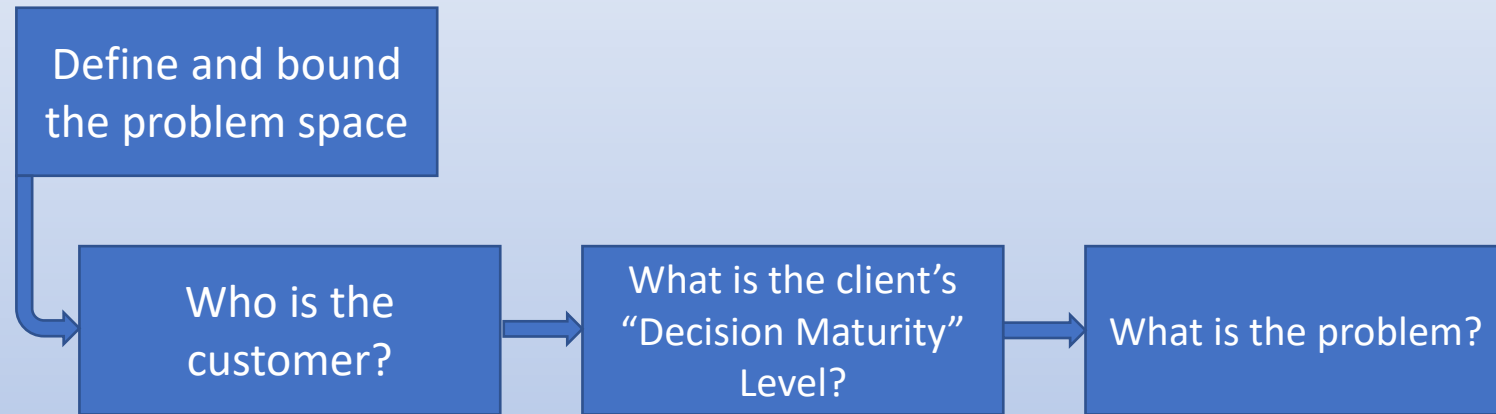 Define and bound
the problem space
Who is the
customer?
What is the client’s
“Decision Maturity”
Level?
What is the problem?